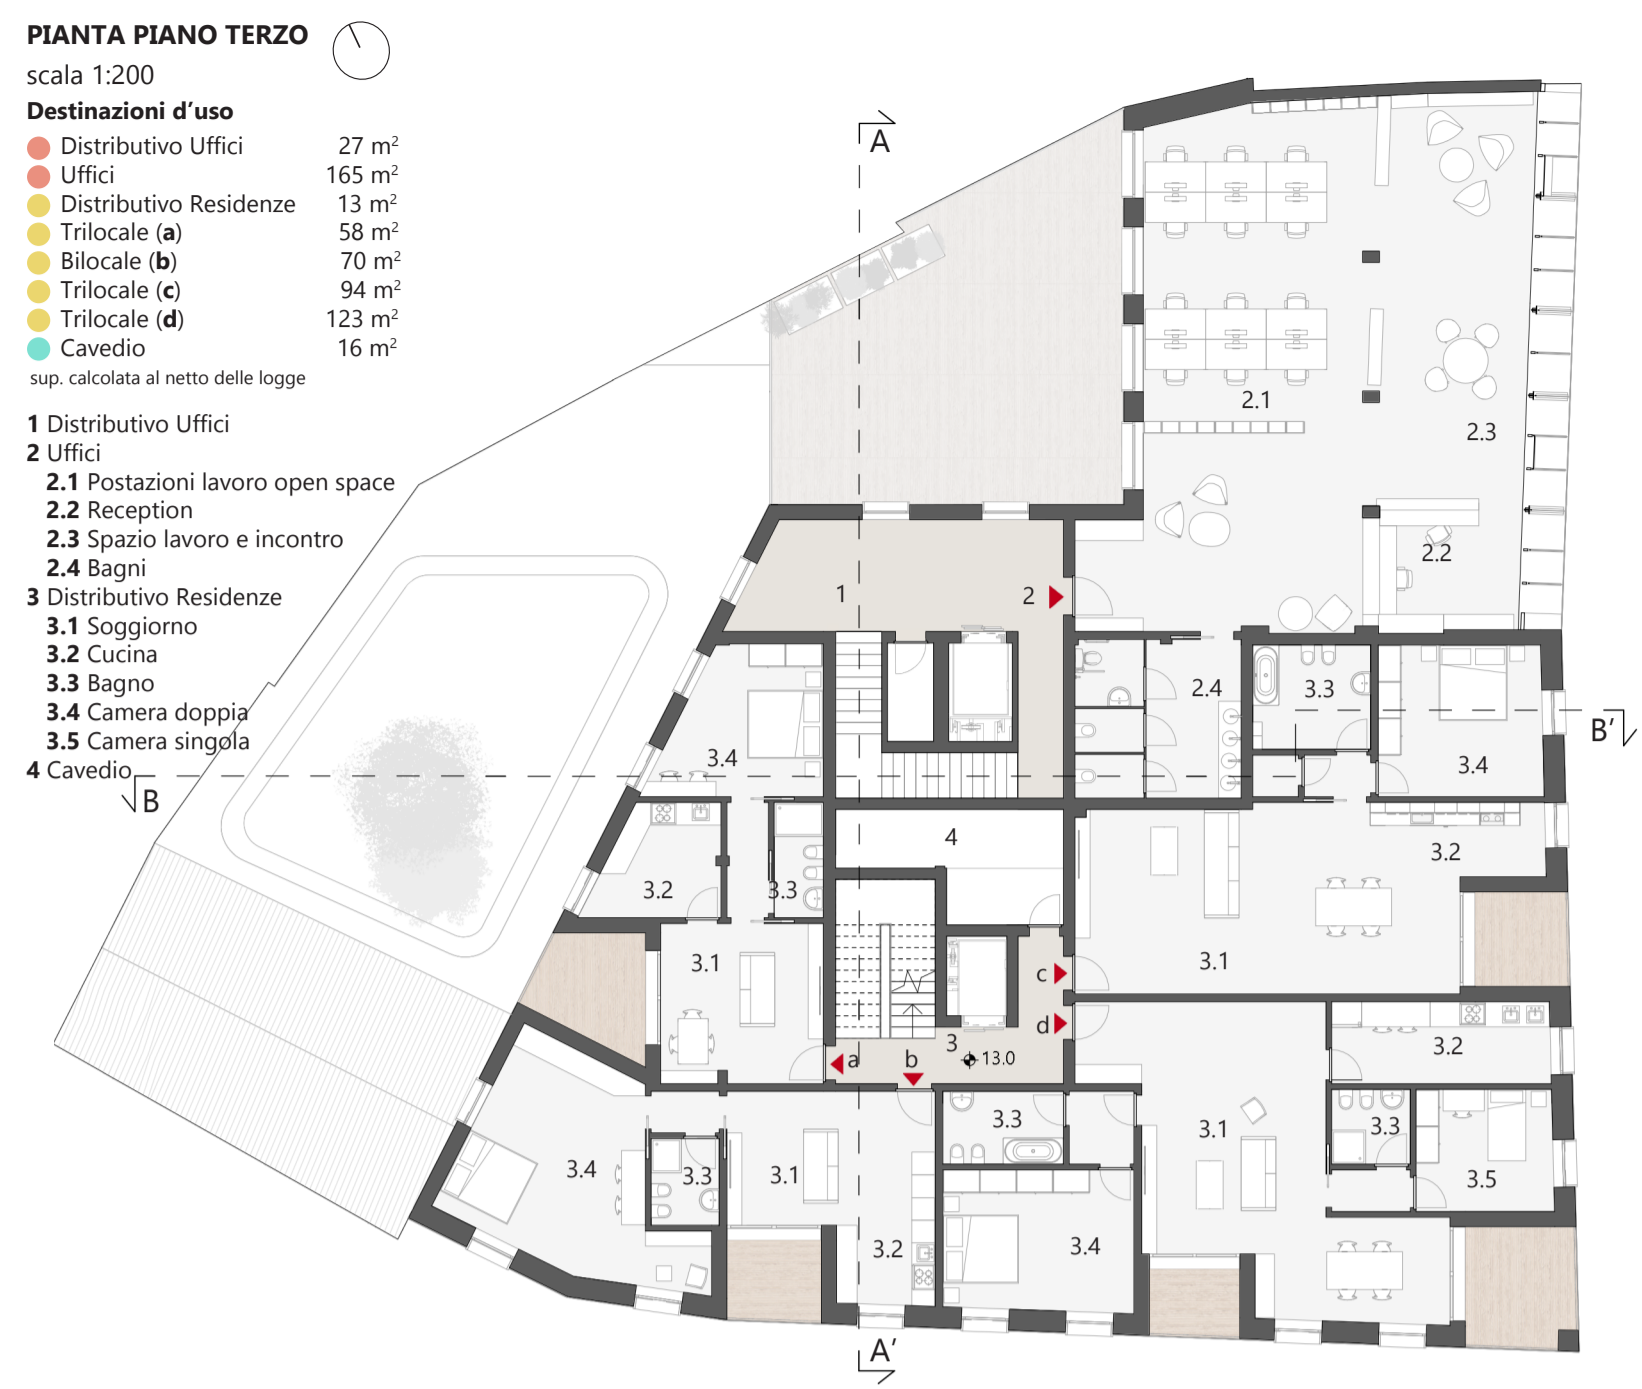 PIANTA PIANO TERZO
scala 1:200
Destinazioni d’uso
Distributivo Uffici 27 m²
Uffici 165 m²
Distributivo Residenze 13 m²
Trilocale (a) 58 m²
Bilocale (b) 70 m²
Trilocale (c) 94 m²
Trilocale (d) 123 m²
Cavedio 16 m²
sup. calcolata al netto delle logge
1 Distributivo Uffici
2 Uffici
2.1 Postazioni lavoro open space
2.2 Reception
2.3 Spazio lavoro e incontro
2.4 Bagni
3 Distributivo Residenze
3.1 Soggiorno
3.2 Cucina
3.3 Bagno
3.4 Camera doppia
3.5 Camera singola
4 Cavedio
A
2.1
2.3
2.2
1
2
2.4
3.3
B’
3.4
3.4
B
4
3.2
3.2
3.3
3.1
3.1
c
d
3
3.2
a
b
13.0
3.3
3.1
3.3
3.4
3.3
3.1
3.5
3.2
3.4
A’